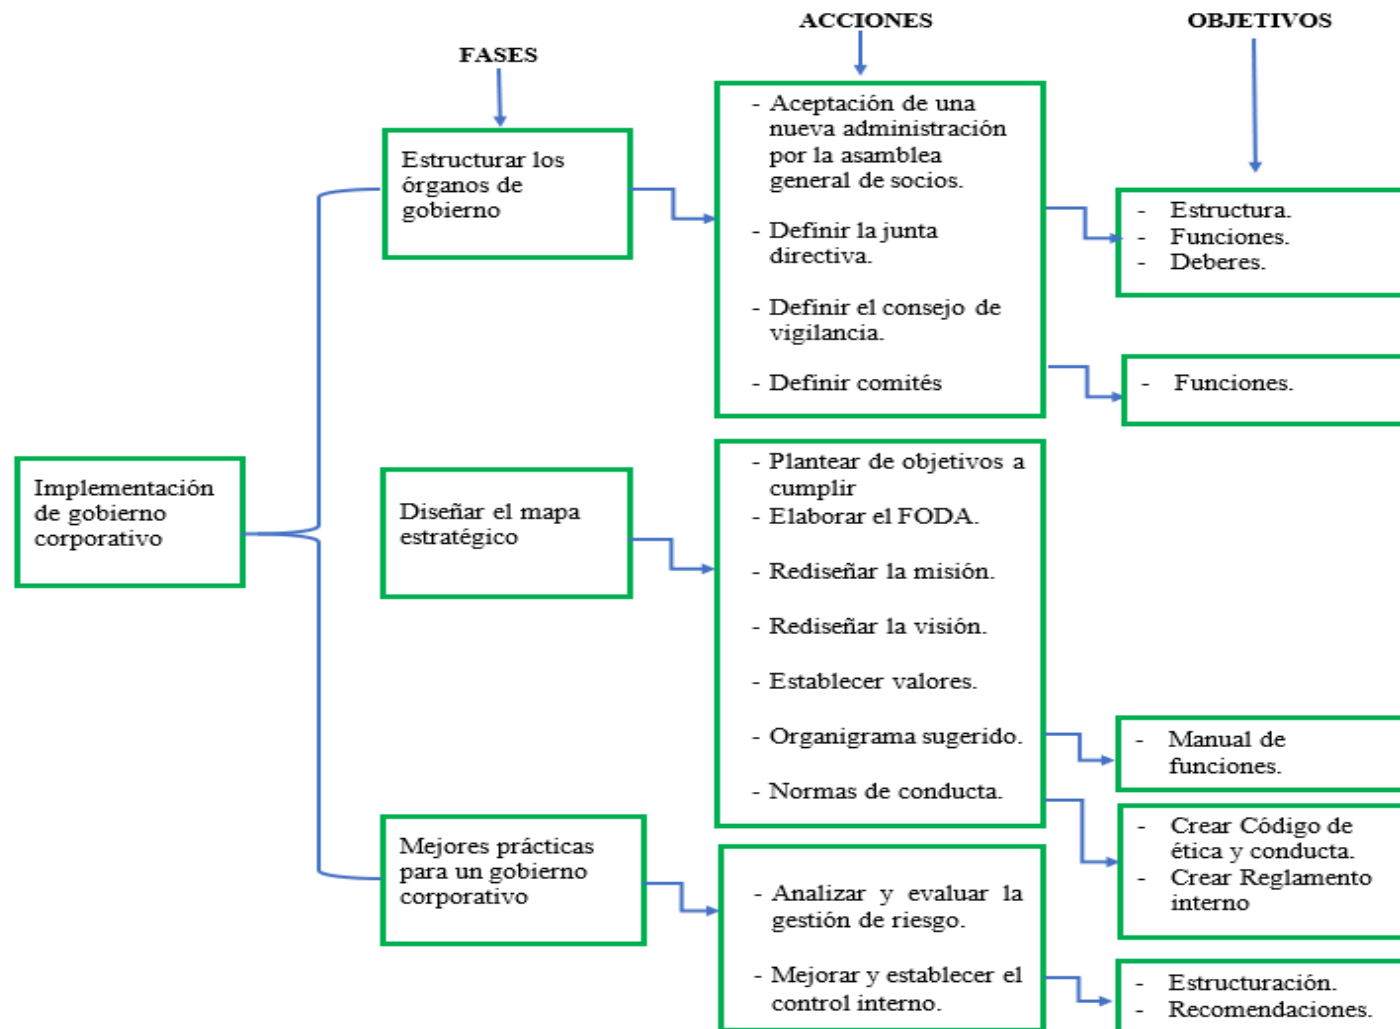 FASES
ACCIONES
OBJETIVOS
Implementación
de gobierno
corporativo
Estructurar los
órganos de
gobierno
- Aceptación de una
nueva administración
por la asamblea
general de socios.
- Definir la junta
directiva.
- Definir el consejo de
vigilancia.
- Definir comités
- Estructura.
- Funciones.
- Deberes.
- Funciones.
Diseñar el mapa
estratégico
- Plantear de objetivos a
cumplir
- Elaborar el FODA.
- Rediseñar la misión.
- Rediseñar la visión.
- Establecer valores.
- Organigrama sugerido.
- Normas de conducta.
- Manual de
funciones.
- Crear Código de
ética y conducta.
- Crear Reglamento
interno
Mejores prácticas
para un gobierno
corporativo
- Analizar y evaluar la
gestión de riesgo.
- Mejorar y establecer el
control interno.
- Estructuración.
- Recomendaciones.